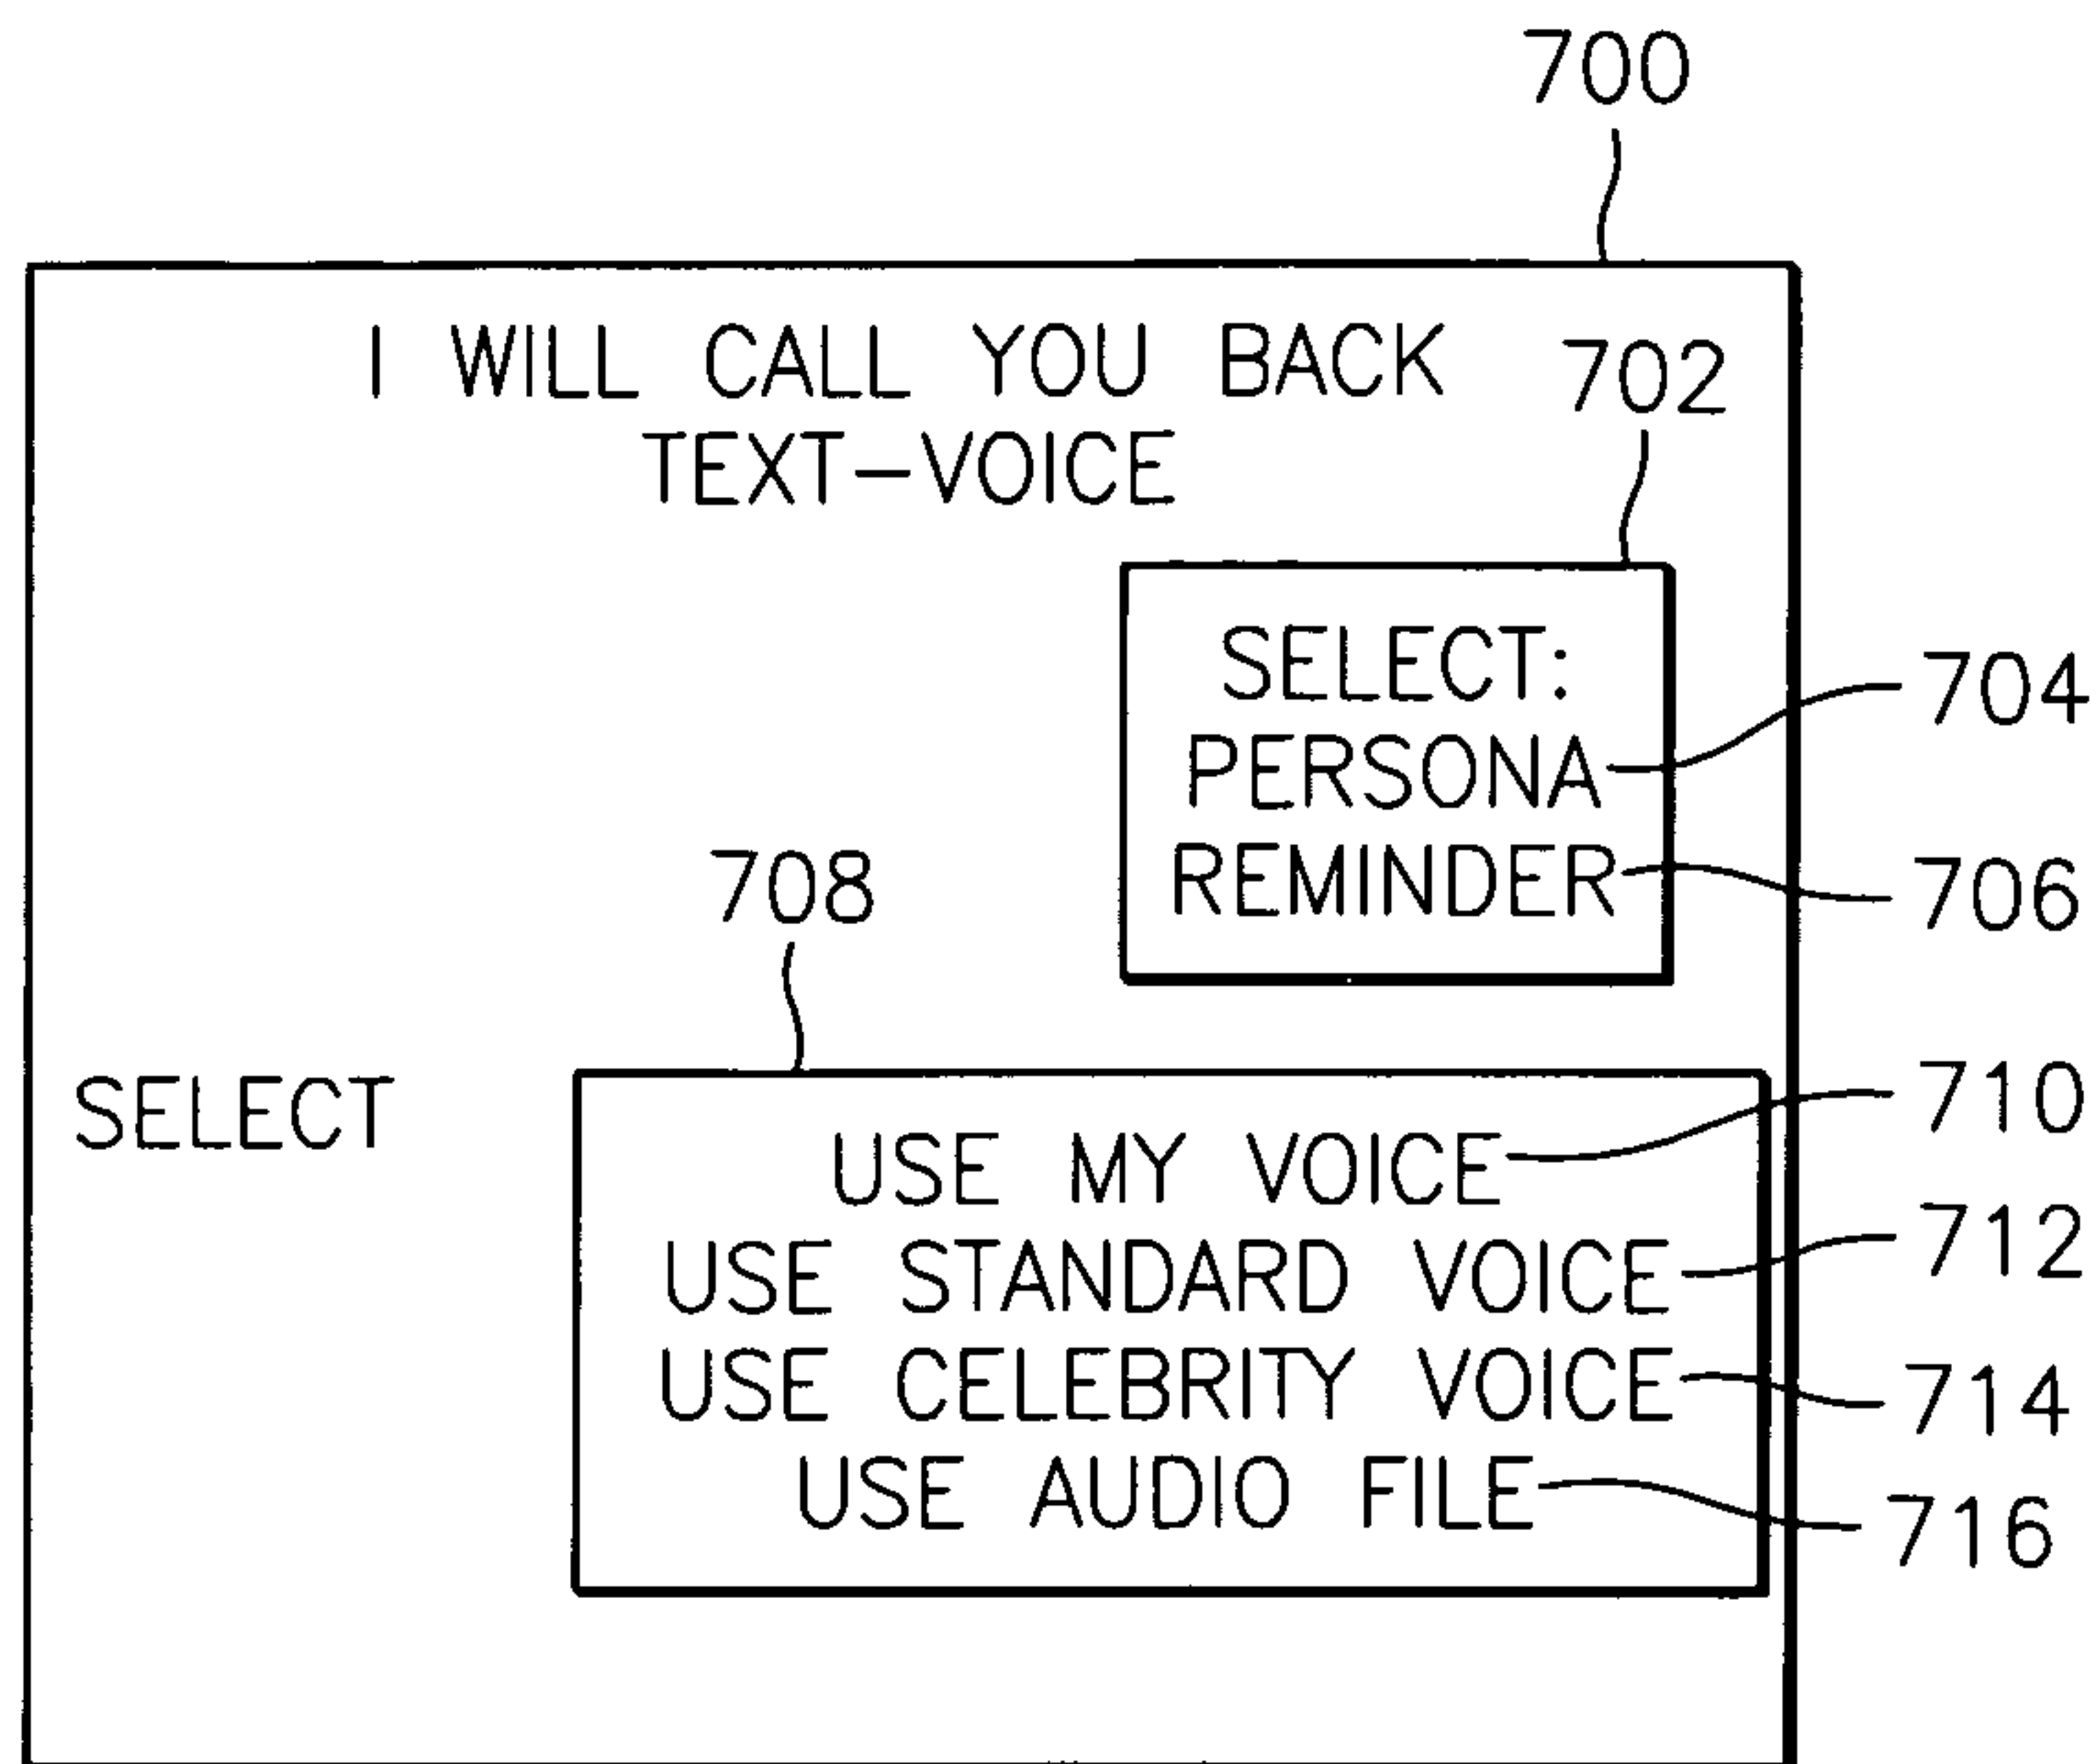 700
I WILL CALL YOU BACK
702
TEXT-VOICE
SELECT:
704
PERSONA
REMINDER
706
708
SELECT
710
USE MY VOICE
USE STANDARD VOICE
712
USE CELEBRITY VOICE
714
USE AUDIO FILE
716